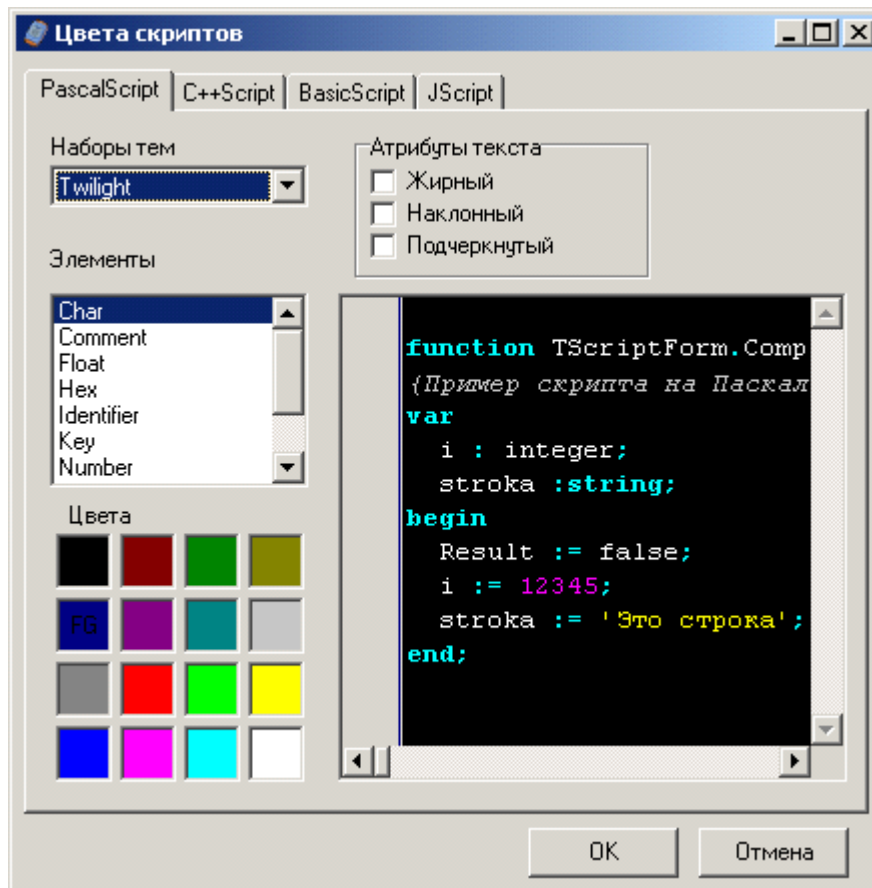 Цвета скриптов
PascalScript C++Script BasicScript JScript
Наборы тем
Twilight
Атрибуты текста
Жирный
Наклонный
Подчеркнутый
Элементы
Char
Comment
Float
Hex
Identifier
Key
Number
Цвета
FG
function TScriptForm.Comp
{Пример скрипта на Паскал
var
i : integer;
stroka :string;
begin
Result := false;
i := 12345;
stroka := 'Это строка';
end;
OK Отмена